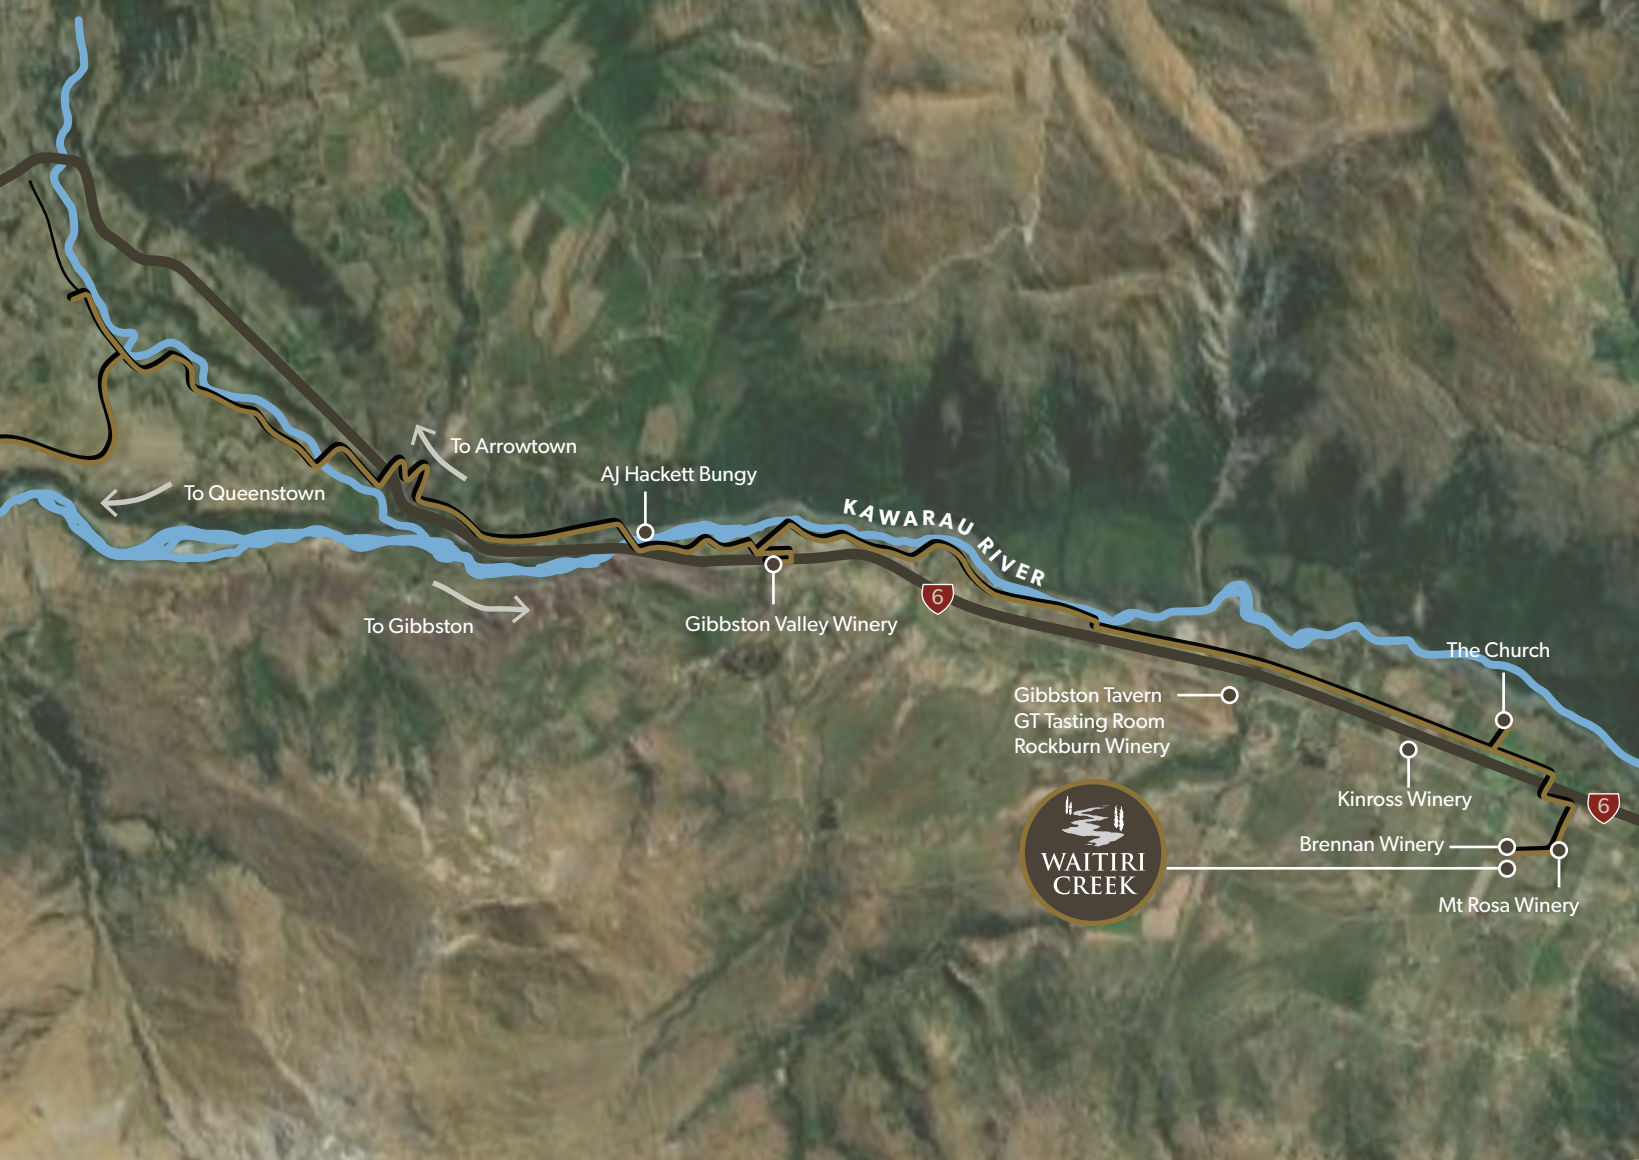 To Arrowtown
AJ Hackett Bungy
To Queenstown
KAWARAU RIVER
6
To Gibbston
Gibbston Valley Winery
The Church
Gibbston Tavern
GT Tasting Room
Rockburn Winery
Kinross Winery
6
Brennan Winery
WAITIRI
CREEK
Mt Rosa Winery